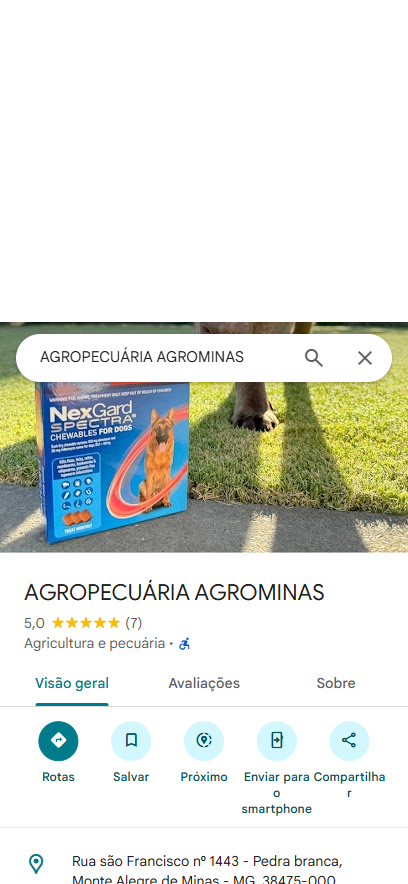 AGROPECUÁRIA AGROMINAS
NexGard
SPECTRA
CHEWABLES FOR DOGS
TREAT MONTHLY
AGROPECUÁRIA AGROMINAS
5,0 (7)
Agricultura e pecuária ·
Visão geral Avaliações Sobre
Rotas Salvar Próximo Enviar para o smartphone Compartilhar
Rua são Francisco nº 1443 - Pedra branca,
Monte Alegre de Minas - MG, 38475-000